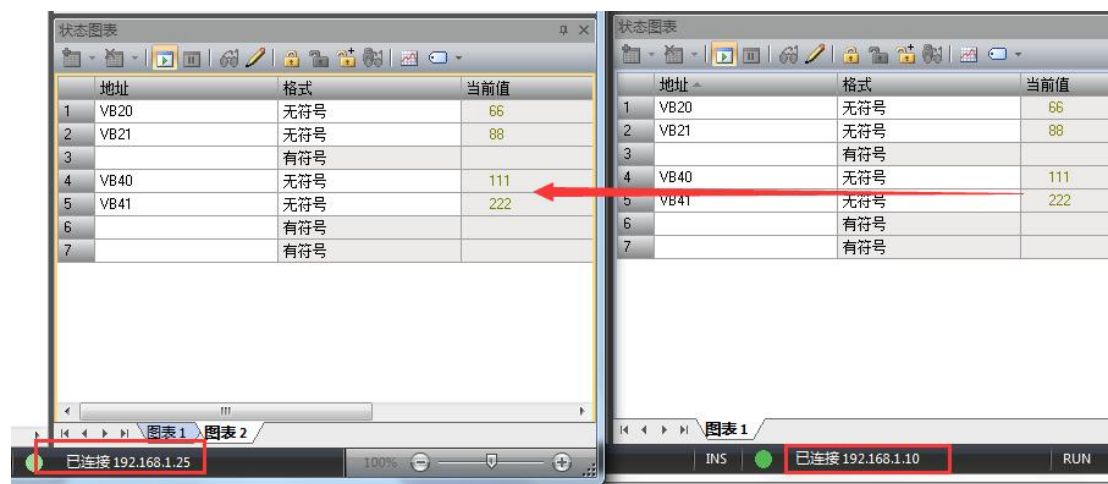 状态图表
地址 格式 当前值
1 VB20 无符号 66
2 VB21 无符号 88
3 有符号
4 VB40 无符号 111
5 VB41 无符号 222
6 有符号
7 有符号
图表 1 图表 2
已连接 192.168.1.25 100%
状态图表
地址 格式 当前值
1 VB20 无符号 66
2 VB21 无符号 88
3 有符号
4 VB40 无符号 111
5 VB41 无符号 222
6 有符号
7 有符号
图表 1
INS 已连接 192.168.1.10 RUN